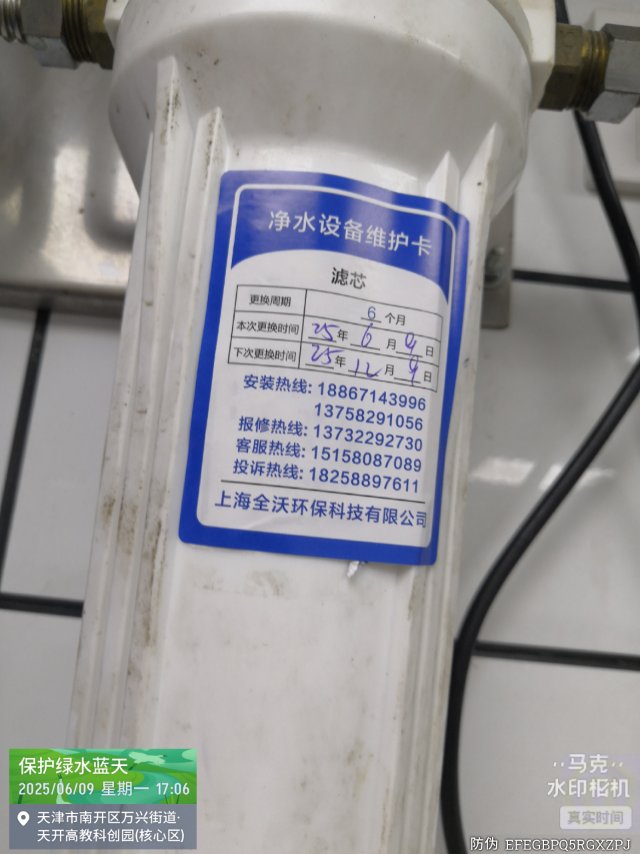 净水设备维护卡
滤芯
更换周期 6 个月
本次更换时间 25 年 6 月 9 日
下次更换时间 25 年 12 月 9 日
安装热线: 18867143996
13758291056
报修热线: 13732292730
客服热线: 15158087089
投诉热线: 18258897611
上海全沃环保科技有限公司
保护绿水蓝天
2025/06/09 星期一 17:06
天津市南开区万兴街道·
天开高教科创园(核心区)
马克
水印相机
真实时间
防伪 EFEGBPQ5RGXZPJ